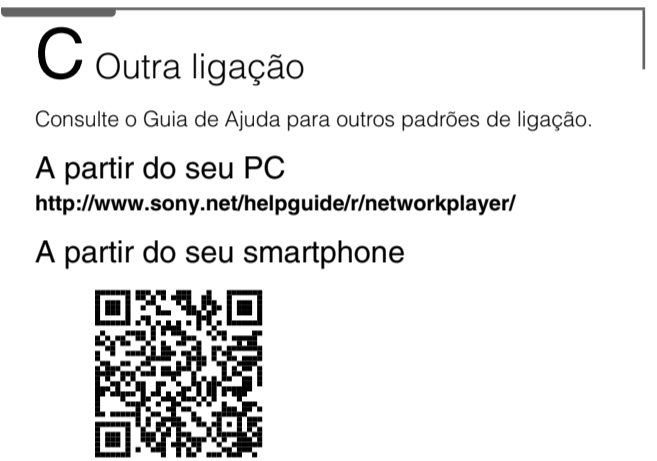 C Outra ligação
Consulte o Guia de Ajuda para outros padrões de ligação.
A partir do seu PC
http://www.sony.net/helpguide/r/networkplayer/
A partir do seu smartphone